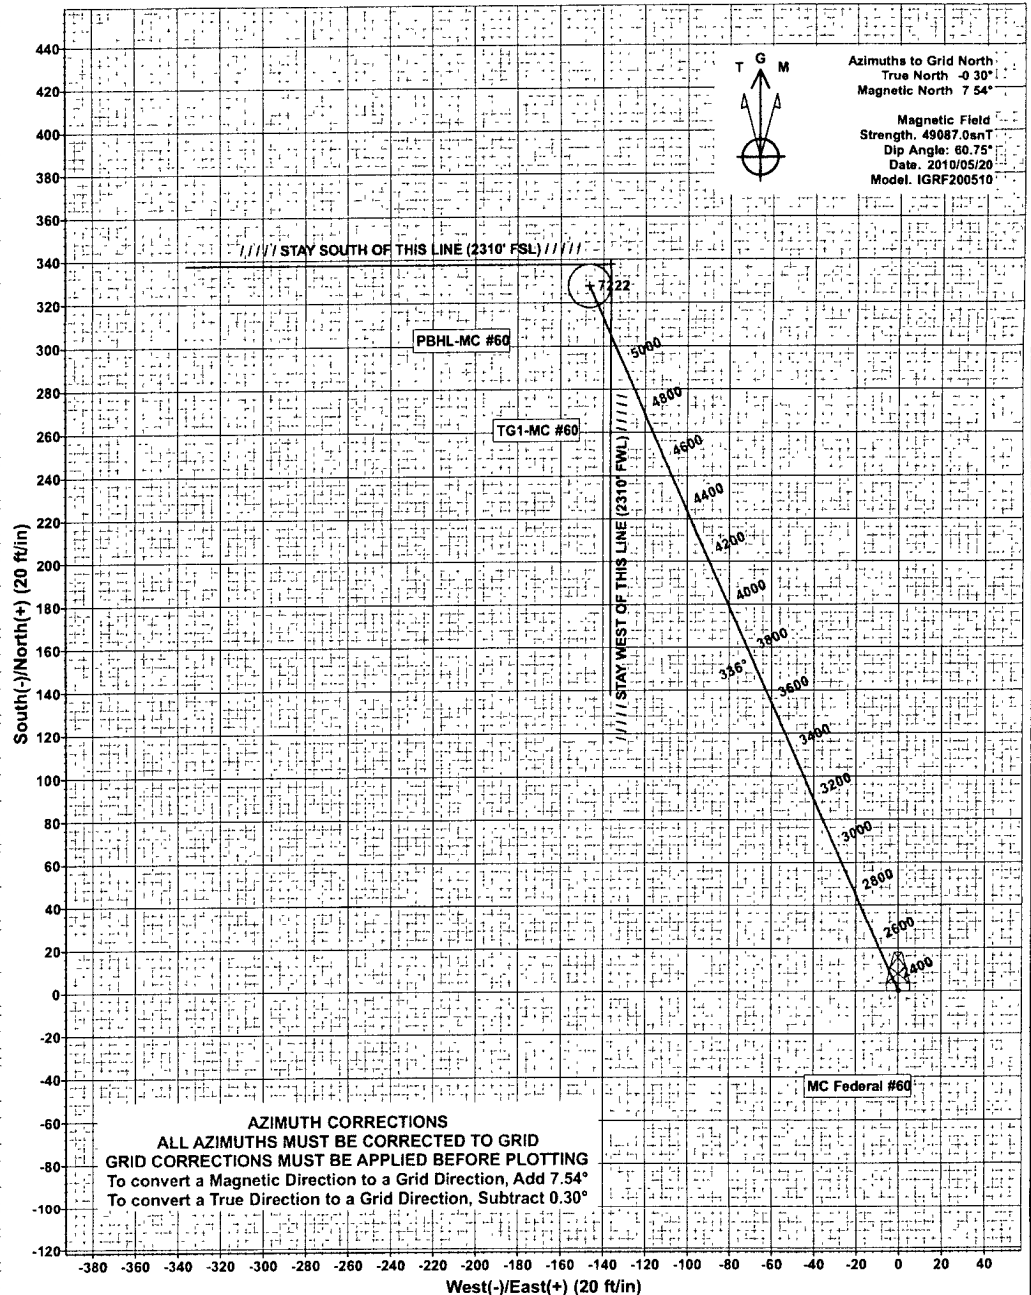 T G M
Azimuths to Grid North
True North -0 30°
Magnetic North 7 54°
Magnetic Field
Strength. 49087.0snT
Dip Angle: 60.75°
Date. 2010/05/20
Model. IGRF200510
440
420
400
380
360
340
320
300
280
260
240
220
200
180
160
140
120
100
80
60
40
20
0
-20
-40
-60
-80
-100
-120
South(-)/North(+) (20 ft/in)
///// STAY SOUTH OF THIS LINE (2310' FSL) /////
7222
PBHL-MC #60
5000
4800
TG1-MC #60
4600
4400
4200
4000
3800
336°
3600
3400
3200
3000
2800
2600
2400
///// STAY WEST OF THIS LINE (2310' FWL) /////
MC Federal #60
AZIMUTH CORRECTIONS
ALL AZIMUTHS MUST BE CORRECTED TO GRID
GRID CORRECTIONS MUST BE APPLIED BEFORE PLOTTING
To convert a Magnetic Direction to a Grid Direction, Add 7.54°
To convert a True Direction to a Grid Direction, Subtract 0.30°
-380 -360 -340 -320 -300 -280 -260 -240 -220 -200 -180 -160 -140 -120 -100 -80 -60 -40 -20 0 20 40
West(-)/East(+) (20 ft/in)